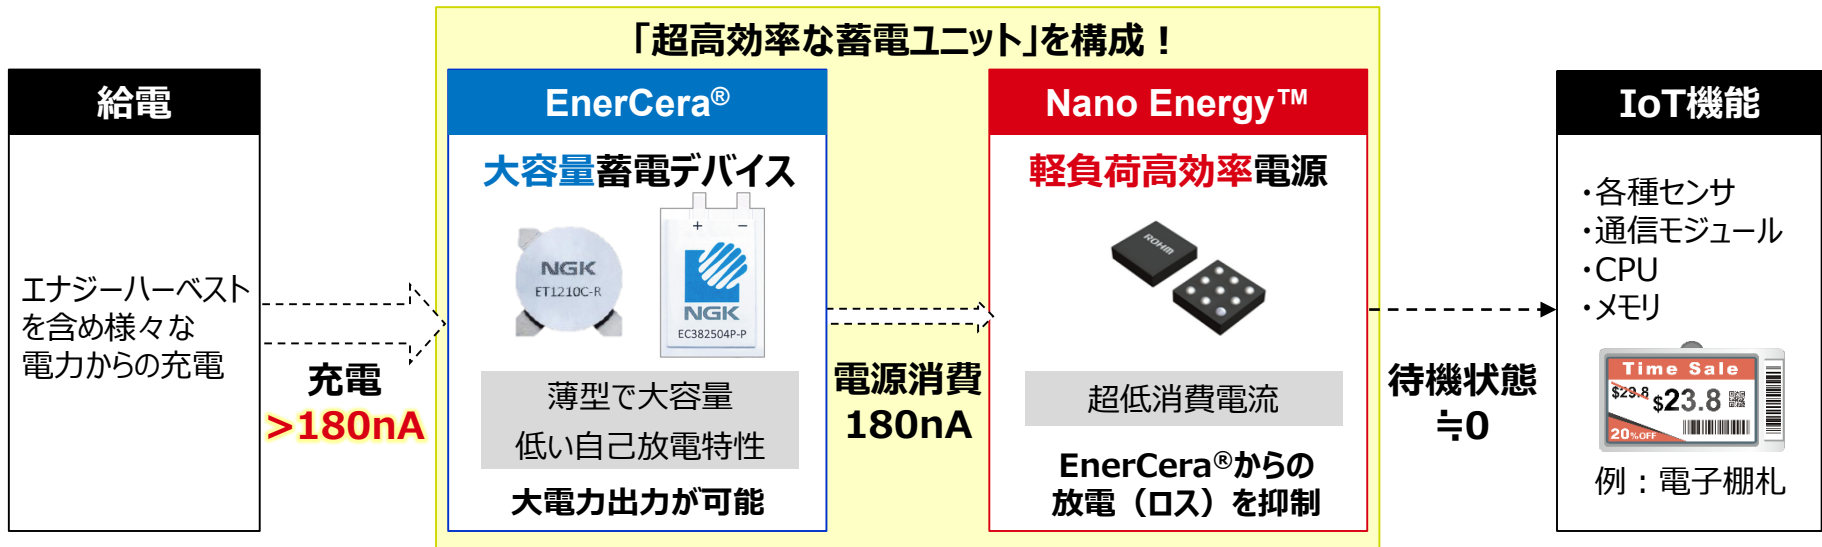 「超高効率な蓄電ユニット」を構成！
給電
エナジーハーベスト
を含め様々な
電力からの充電
充電
>180nA
EnerCera®
大容量蓄電デバイス
NGK
ET1210C-R
+ −
NGK
EC382504P-P
薄型で大容量
低い自己放電特性
大電力出力が可能
電源消費
180nA
Nano Energy™
軽負荷高効率電源
ROHM
超低消費電流
EnerCera®からの
放電（ロス）を抑制
待機状態
≒0
IoT機能
・各種センサ
・通信モジュール
・CPU
・メモリ
Time Sale
$29.8
$23.8
20%OFF
例：電子棚札